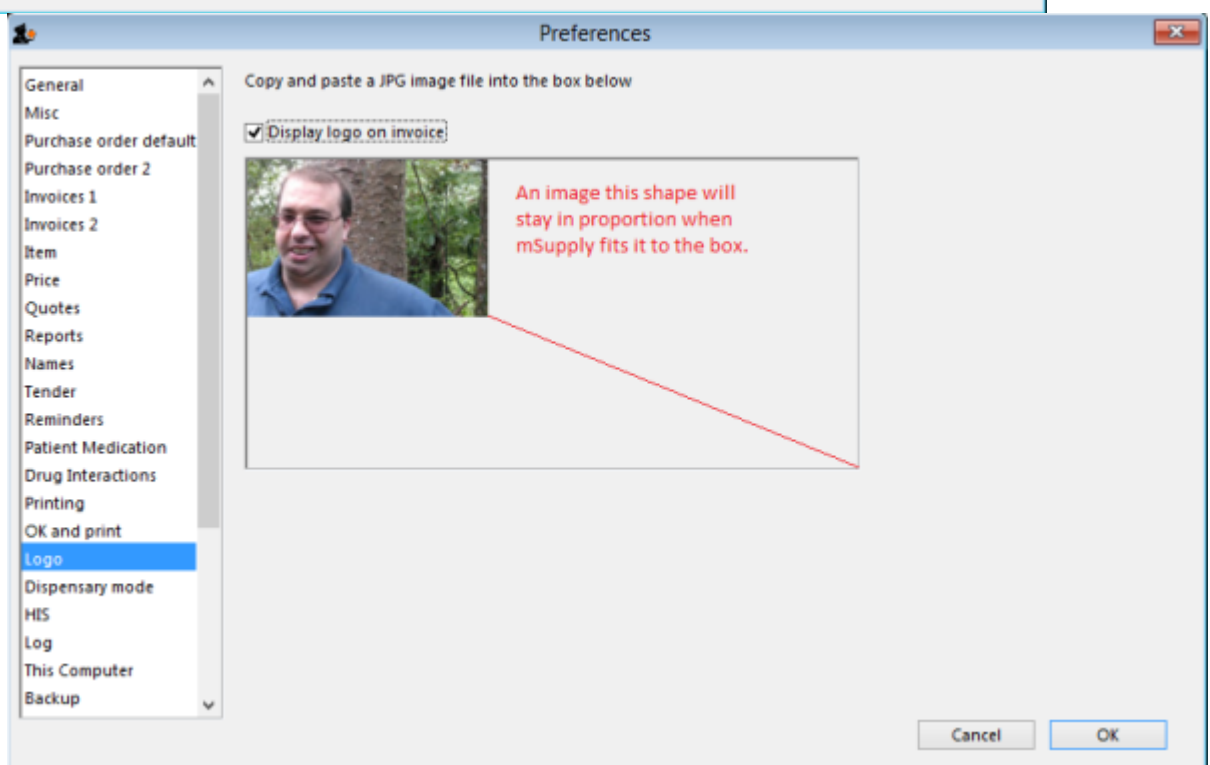 Preferences
General
Misc
Purchase order default
Purchase order 2
Invoices 1
Invoices 2
Item
Price
Quotes
Reports
Names
Tender
Reminders
Patient Medication
Drug Interactions
Printing
OK and print
Logo
Dispensary mode
HIS
Log
This Computer
Backup
Copy and paste a JPG image file into the box below
Display logo on invoice
An image this shape will
stay in proportion when
mSupply fits it to the box.
Cancel
OK